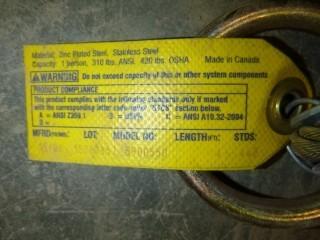 Material: Zinc Plated Steel, Stainless Steel
Capacity: 1 person, 310 lbs. ANSI, 420 lbs. OSHA Made in Canada
WARNING Do not exceed capacity of this or other system components
PRODUCT COMPLIANCE
This product complies with the following standards only if marked
with the corresponding letter code in the "STDS" section below.
A = ANSI Z359.1 O = OSHA K = ANSI A10.32-2004
MFRD LOT: MODEL NO: LENGTH STDS: